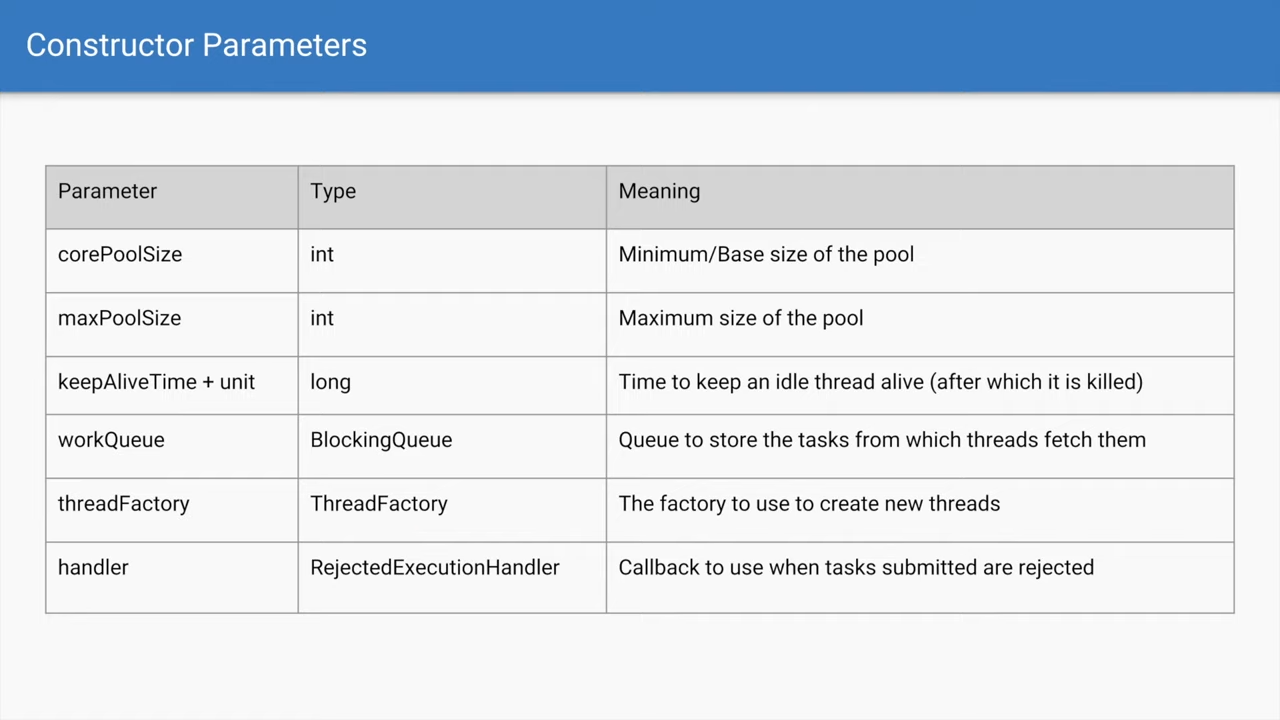 Constructor Parameters
Parameter Type Meaning
corePoolSize int Minimum/Base size of the pool
maxPoolSize int Maximum size of the pool
keepAliveTime + unit long Time to keep an idle thread alive (after which it is killed)
workQueue BlockingQueue Queue to store the tasks from which threads fetch them
threadFactory ThreadFactory The factory to use to create new threads
handler RejectedExecutionHandler Callback to use when tasks submitted are rejected